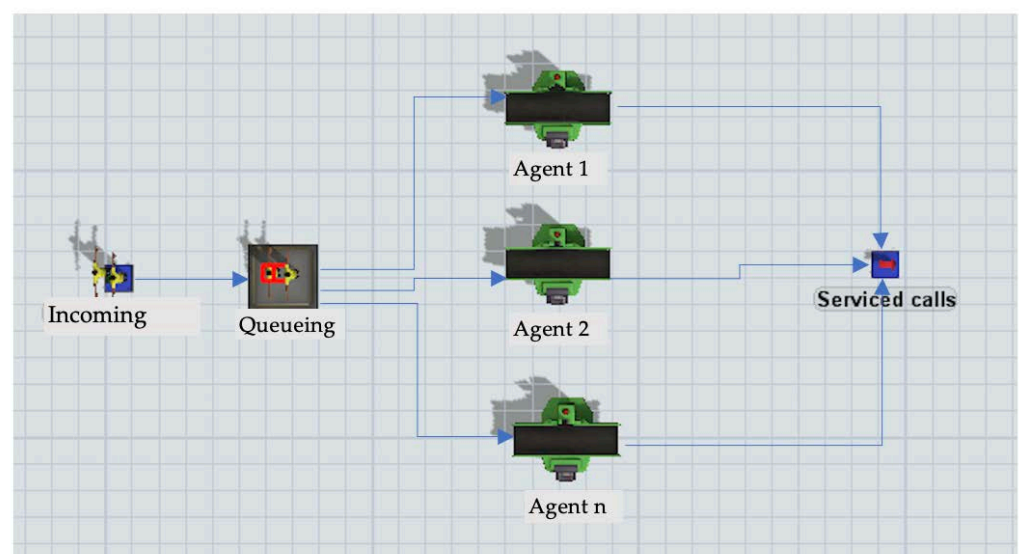 Agent 1
Incoming
Queueing
Agent 2
Serviced calls
Agent n